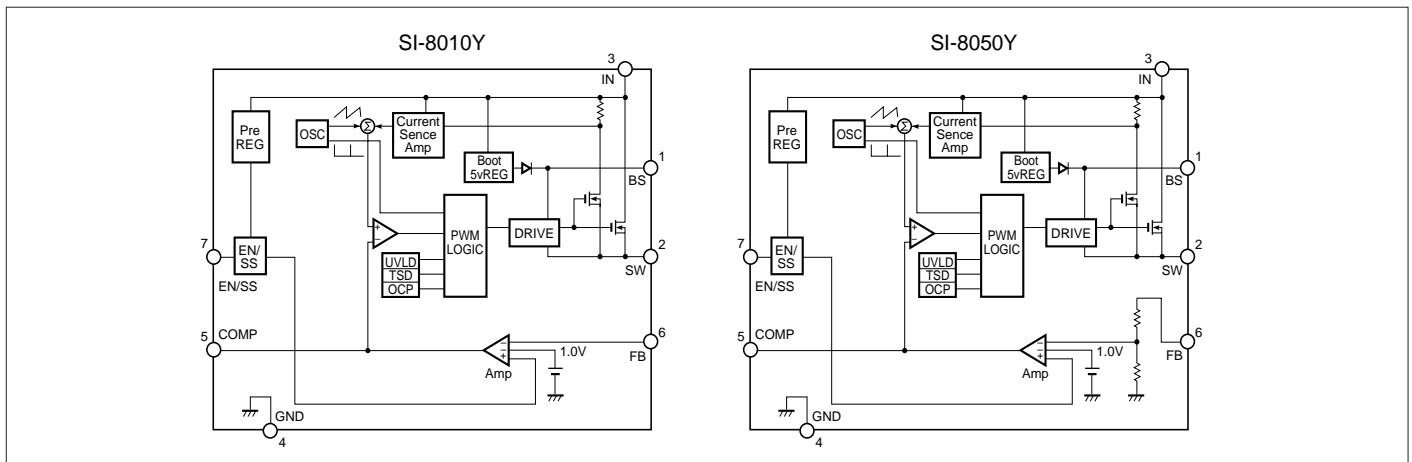 SI-8010Y
3
IN
Pre
REG
OSC
Σ
Current
Sence
Amp
Boot
5vREG
1
BS
7
EN/
SS
EN/SS
+
−
PWM
LOGIC
DRIVE
2
SW
UVLD
TSD
OCP
5
COMP
−
−
+
Amp
1.0V
6
FB
GND
4
SI-8050Y
3
IN
Pre
REG
OSC
Σ
Current
Sence
Amp
Boot
5vREG
1
BS
7
EN/
SS
EN/SS
+
−
PWM
LOGIC
DRIVE
2
SW
UVLD
TSD
OCP
5
COMP
−
−
+
Amp
1.0V
6
FB
GND
4